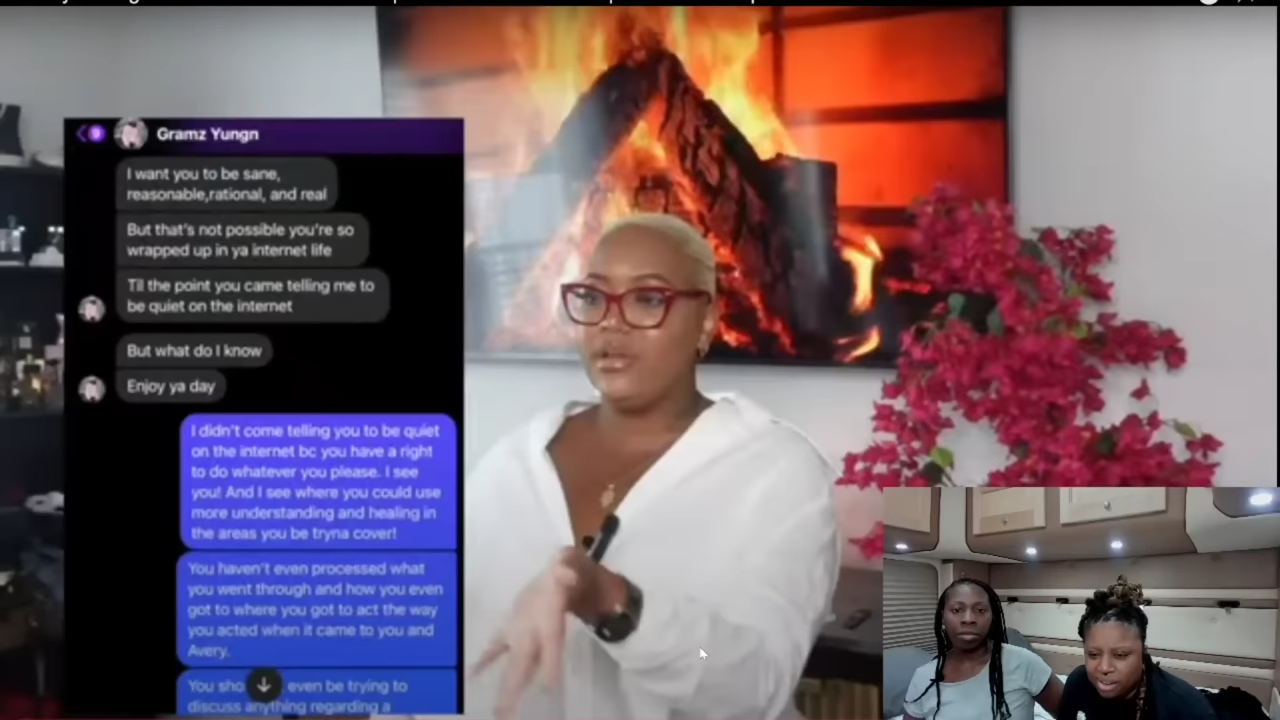 Gramz Yungn
I want you to be sane,
reasonable,rational, and real
But that's not possible you're so
wrapped up in ya internet life
Til the point you came telling me to
be quiet on the internet
But what do I know
Enjoy ya day
I didn't come telling you to be quiet
on the internet bc you have a right
to do whatever you please. I see
you! And I see where you could use
more understanding and healing in
the areas you be tryna cover!
You haven't even processed what
you went through and how you even
got to where you got to act the way
you acted when it came to you and
Avery.
You sho even be trying to
discuss anything regarding a